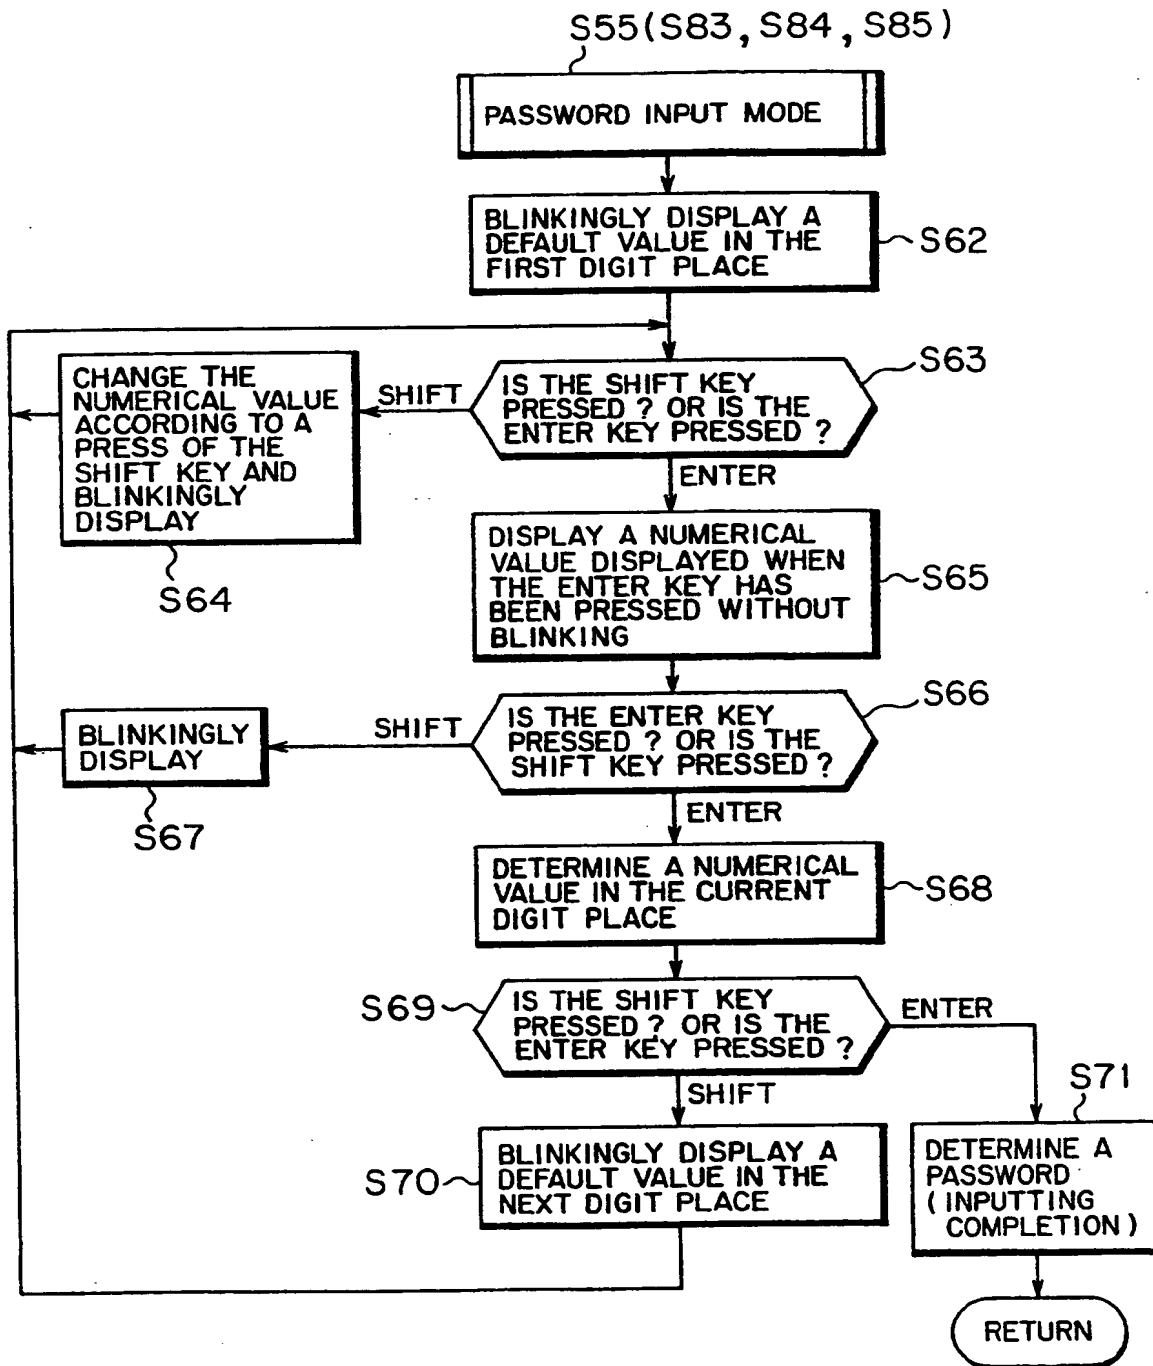 S55(S83, S84, S85)
PASSWORD INPUT MODE
BLINKINGLY DISPLAY A
DEFAULT VALUE IN THE
FIRST DIGIT PLACE
S62
IS THE SHIFT KEY
PRESSED ? OR IS THE
ENTER KEY PRESSED ?
S63
SHIFT
CHANGE THE
NUMERICAL VALUE
ACCORDING TO A
PRESS OF THE
SHIFT KEY AND
BLINKINGLY
DISPLAY
S64
ENTER
DISPLAY A NUMERICAL
VALUE DISPLAYED WHEN
THE ENTER KEY HAS
BEEN PRESSED WITHOUT
BLINKING
S65
IS THE ENTER KEY
PRESSED ? OR IS THE
SHIFT KEY PRESSED ?
S66
SHIFT
BLINKINGLY
DISPLAY
S67
ENTER
DETERMINE A NUMERICAL
VALUE IN THE CURRENT
DIGIT PLACE
S68
S69
IS THE SHIFT KEY
PRESSED ? OR IS THE
ENTER KEY PRESSED ?
ENTER
SHIFT
S70
BLINKINGLY DISPLAY A
DEFAULT VALUE IN THE
NEXT DIGIT PLACE
S71
DETERMINE A
PASSWORD
( INPUTTING
COMPLETION )
RETURN